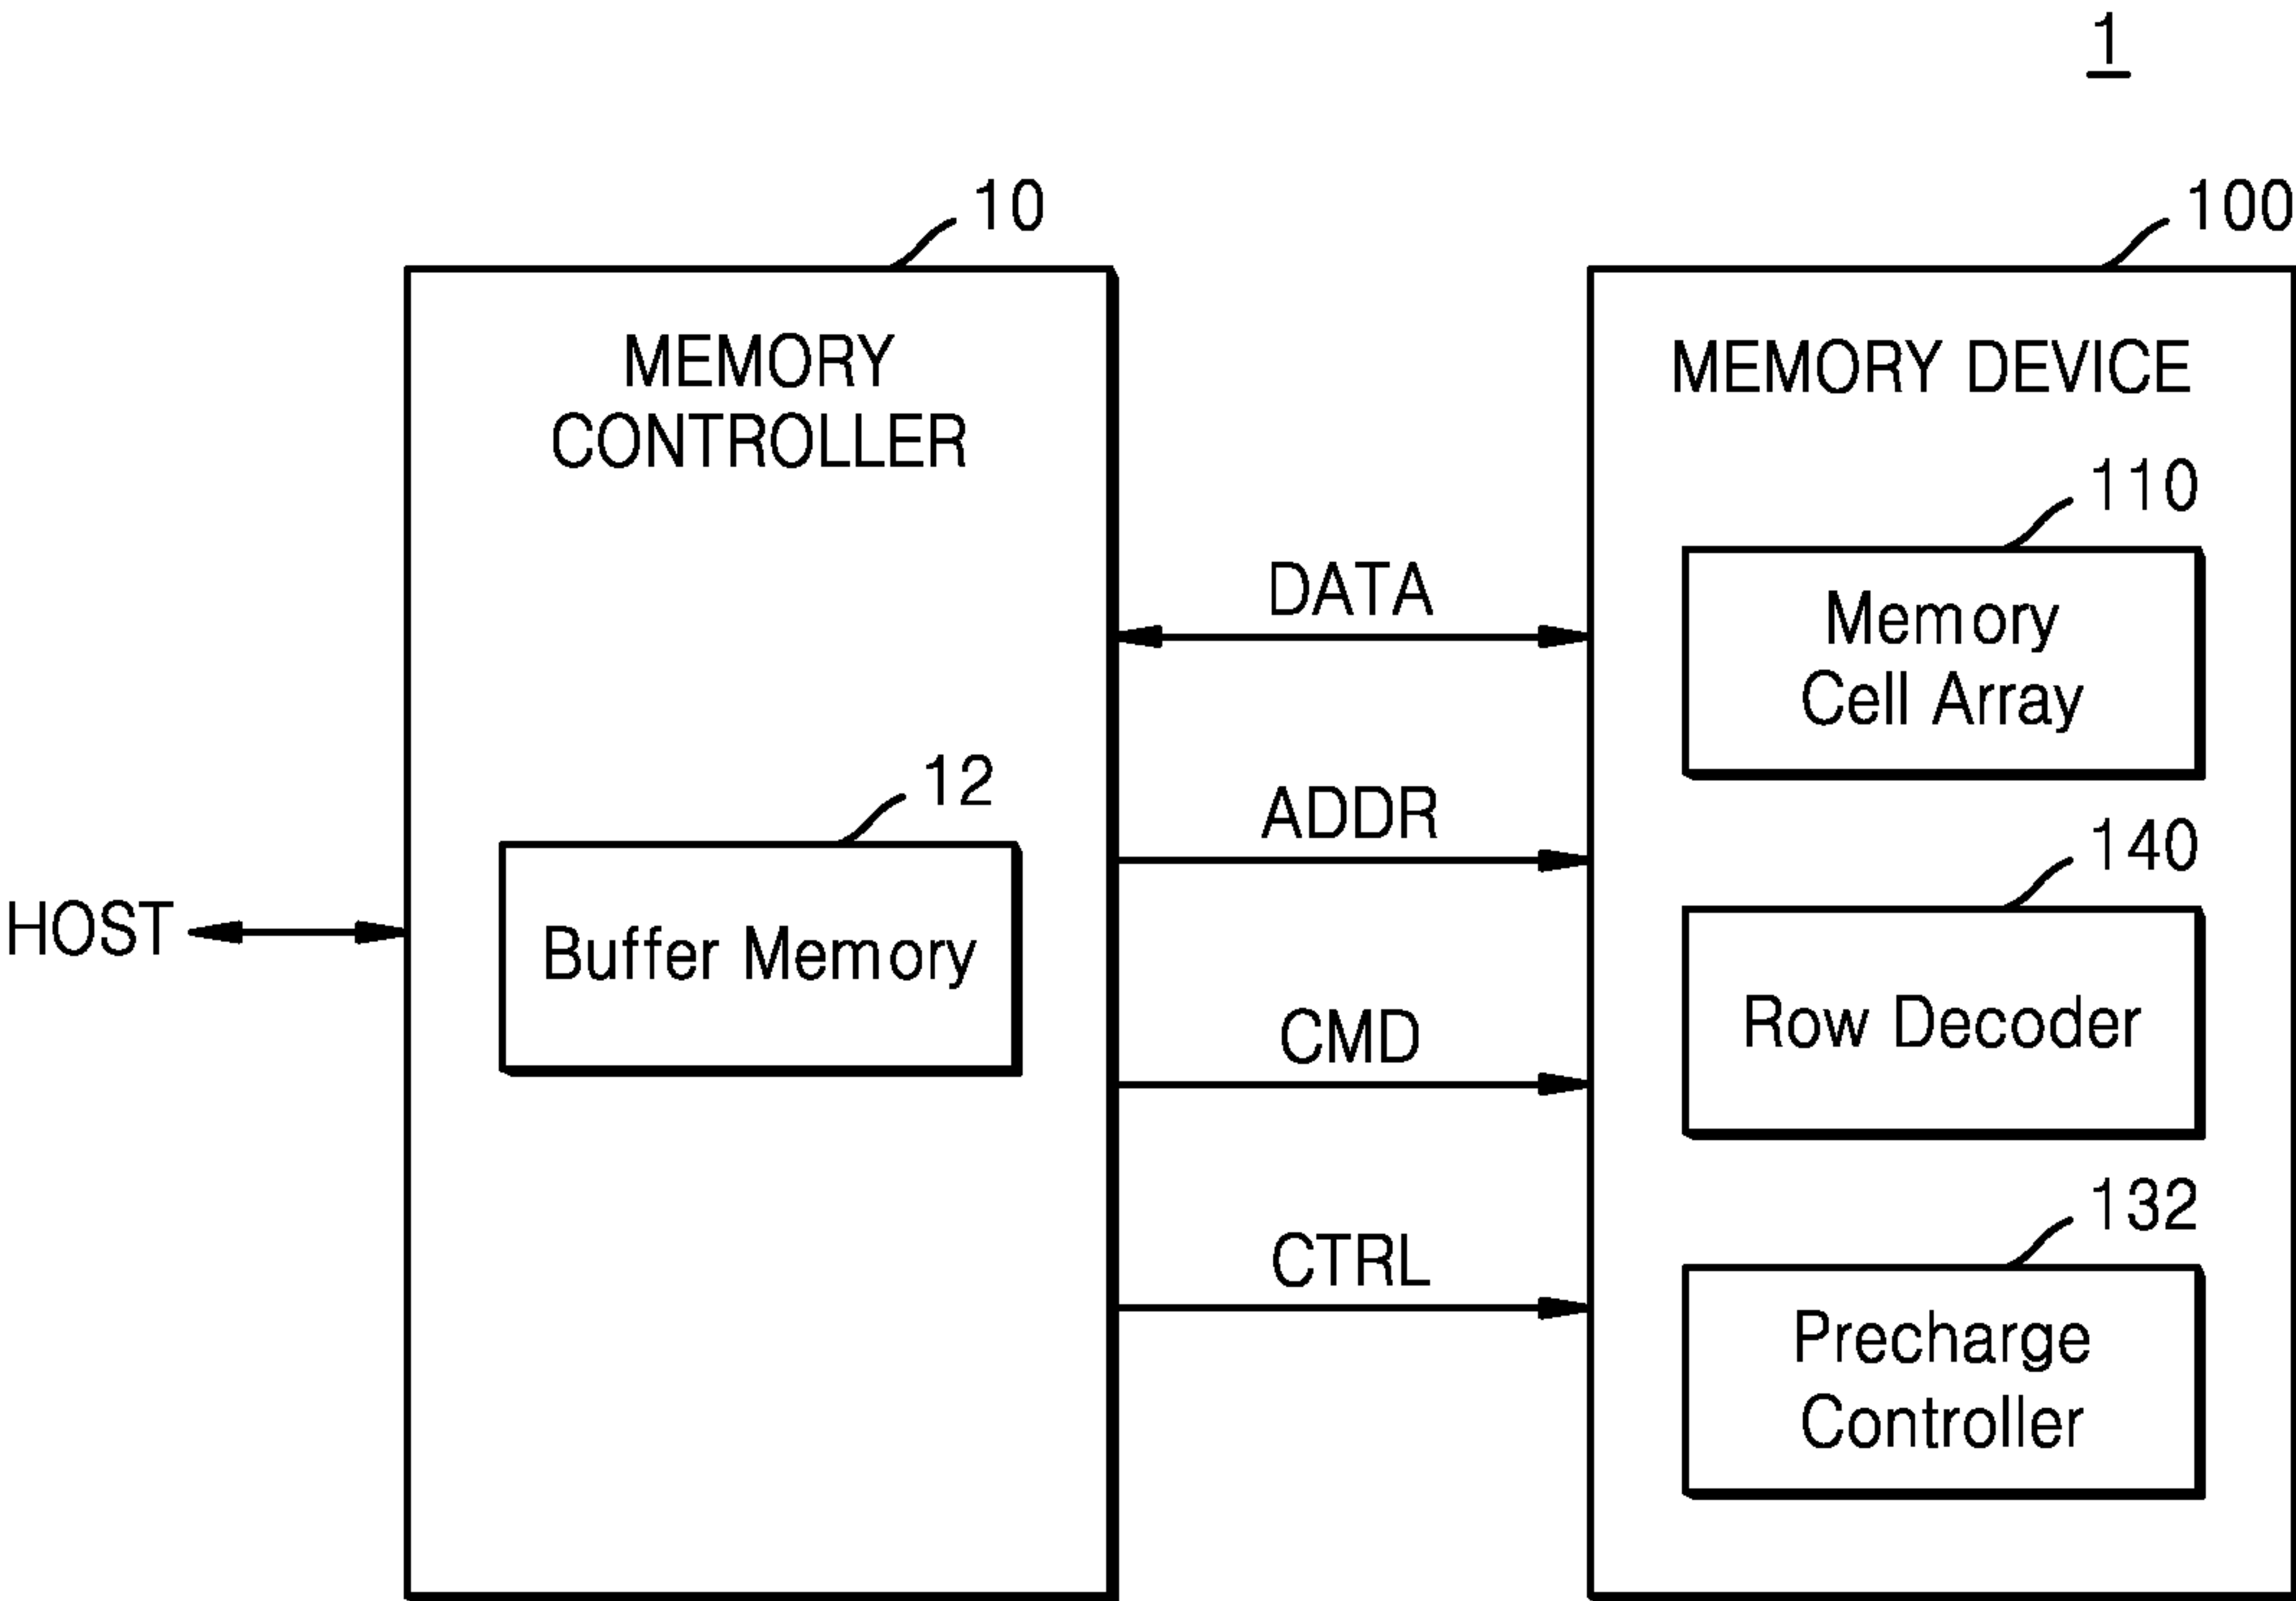 1
10
100
MEMORY
CONTROLLER
MEMORY DEVICE
110
DATA
Memory
Cell Array
12
ADDR
140
HOST
Buffer Memory
CMD
Row Decoder
132
CTRL
Precharge
Controller